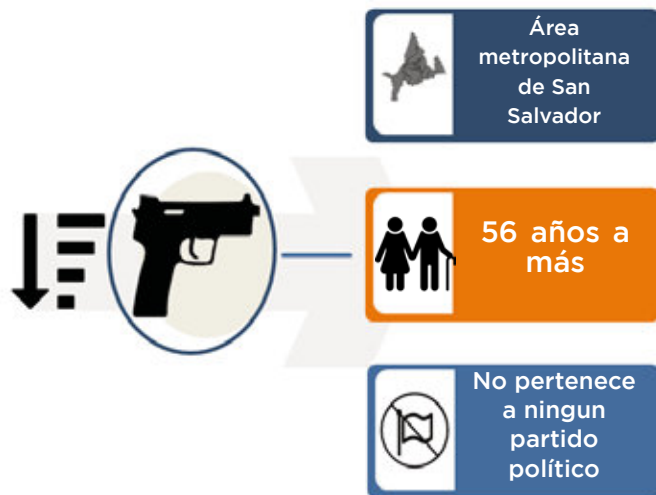 Área
metropolitana
de San
Salvador
56 años a
más
No pertenece
a ningun
partido
político